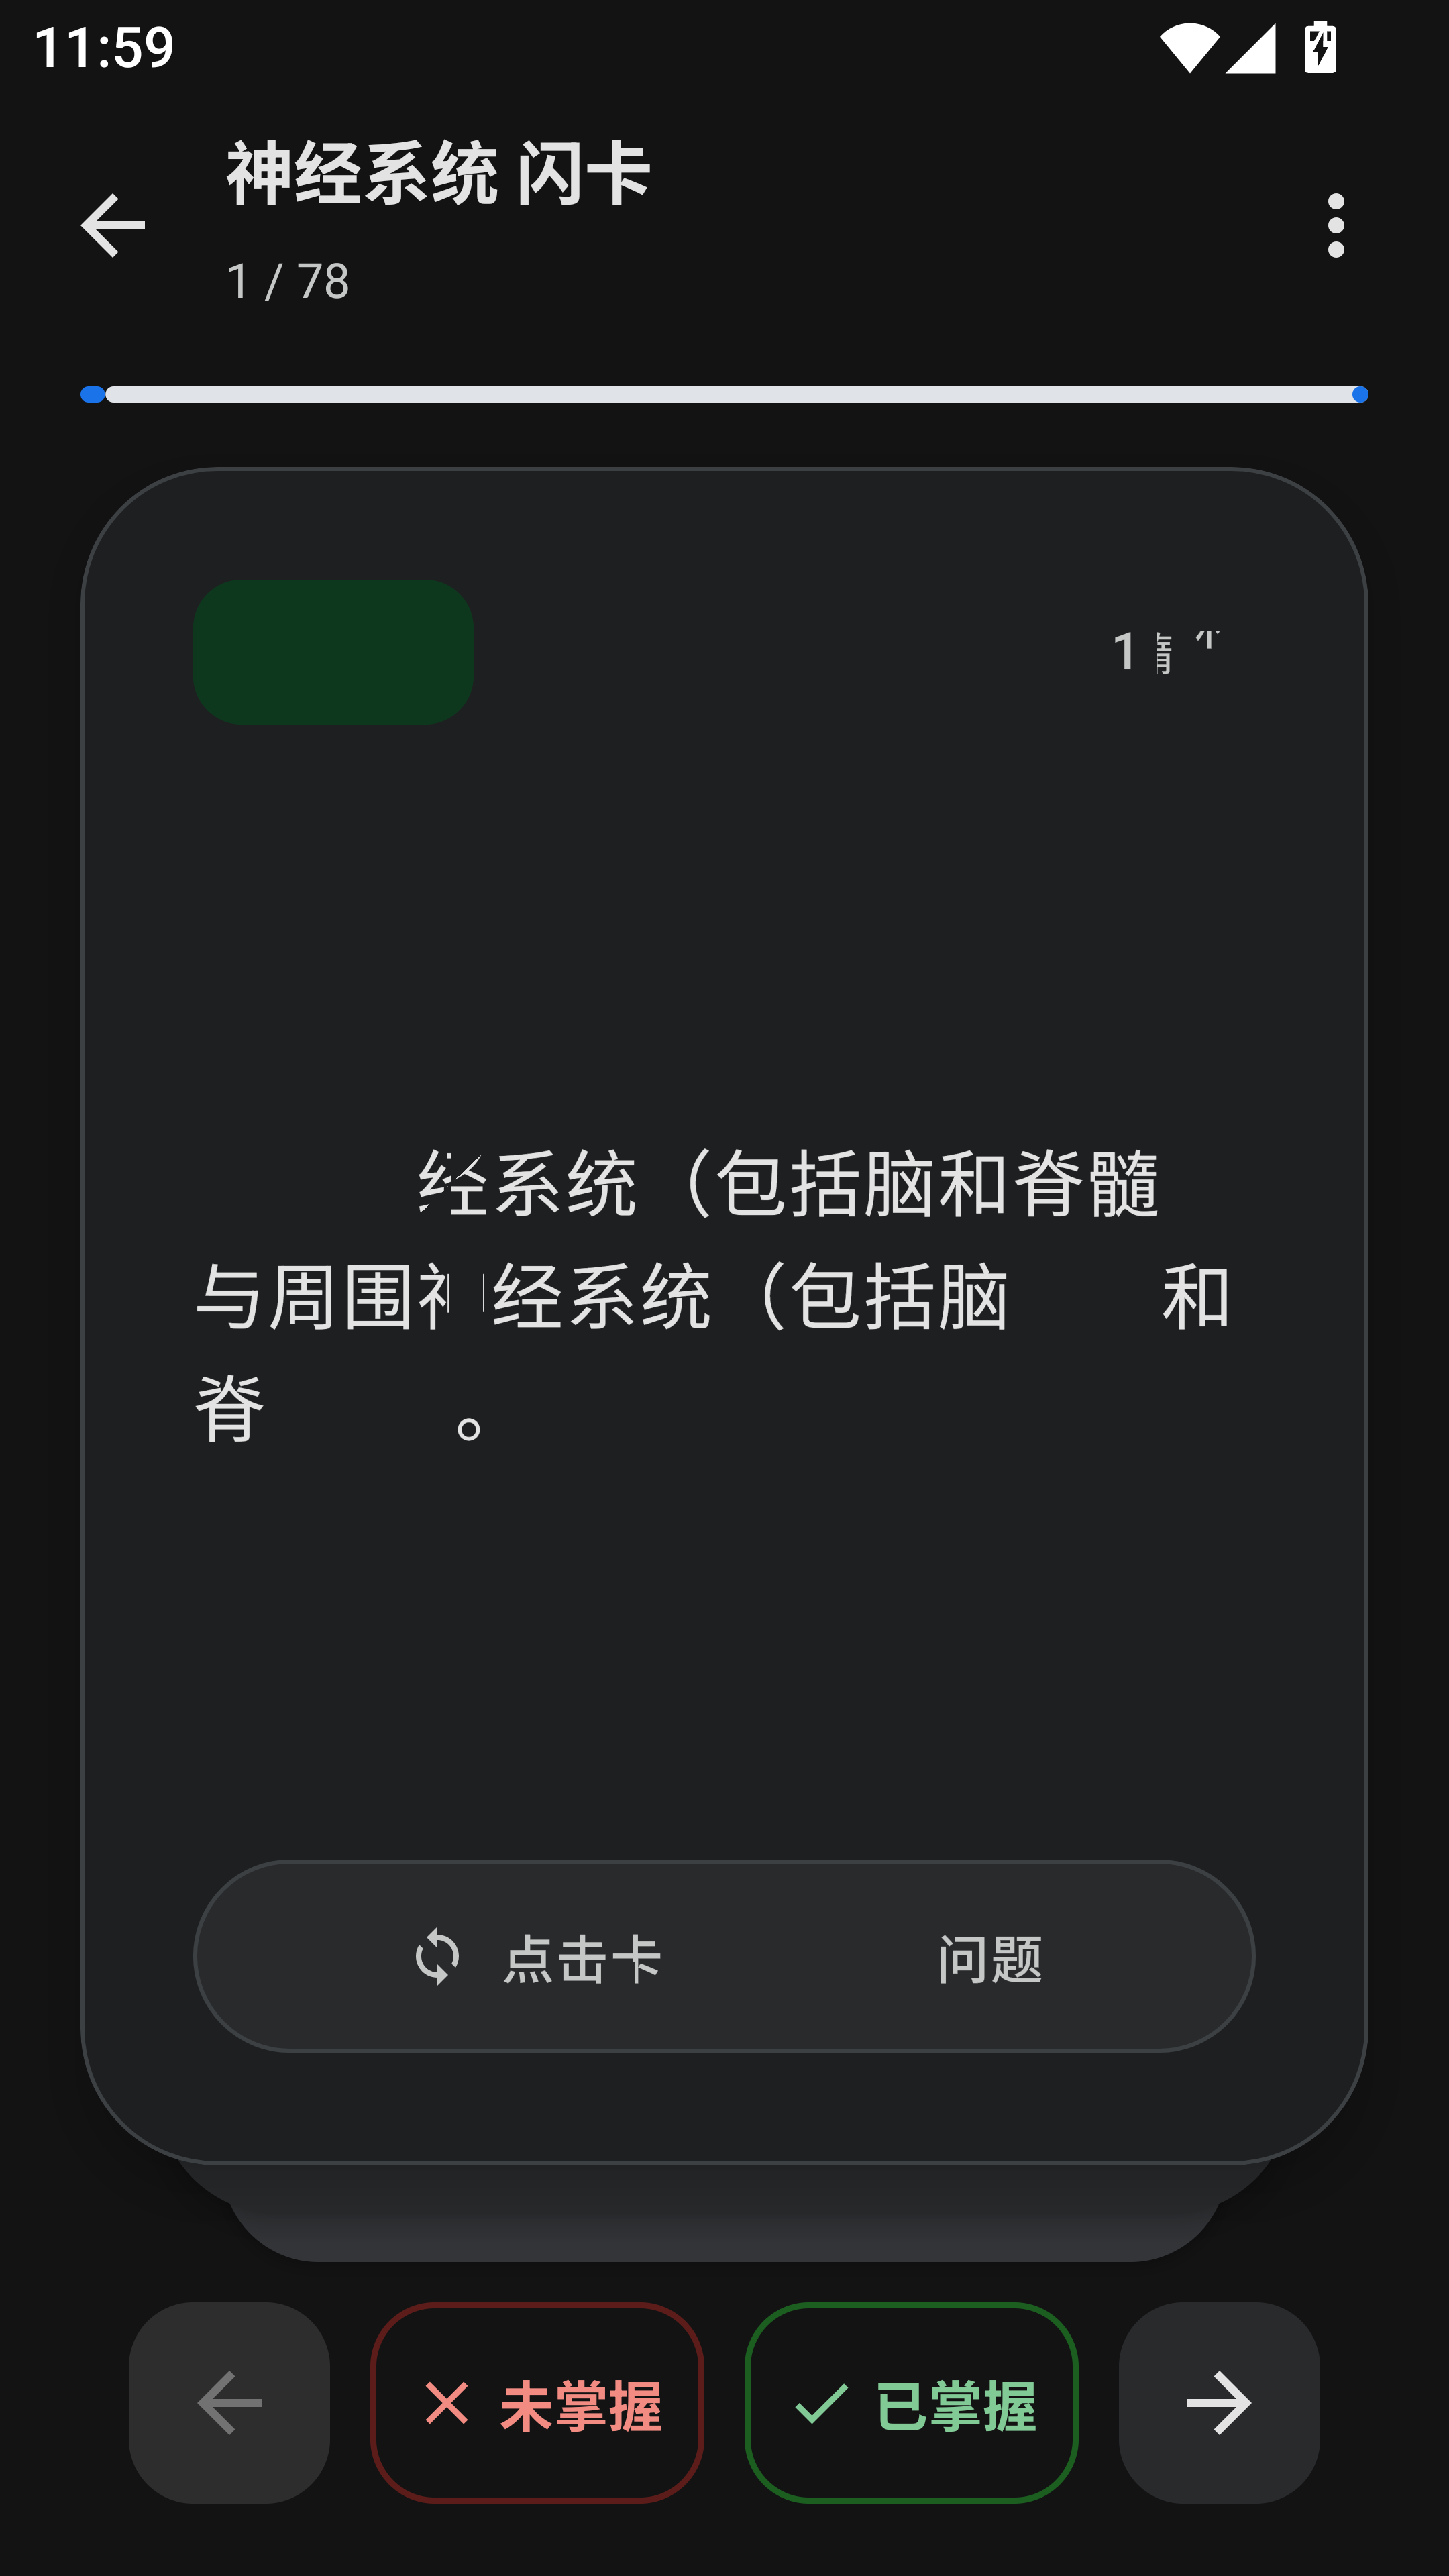 11:59
神经系统 闪卡
1 / 78
1
经系统（包括脑和脊髓
与周围神经系统（包括脑 和
脊 。
点击卡 问题
未掌握
已掌握